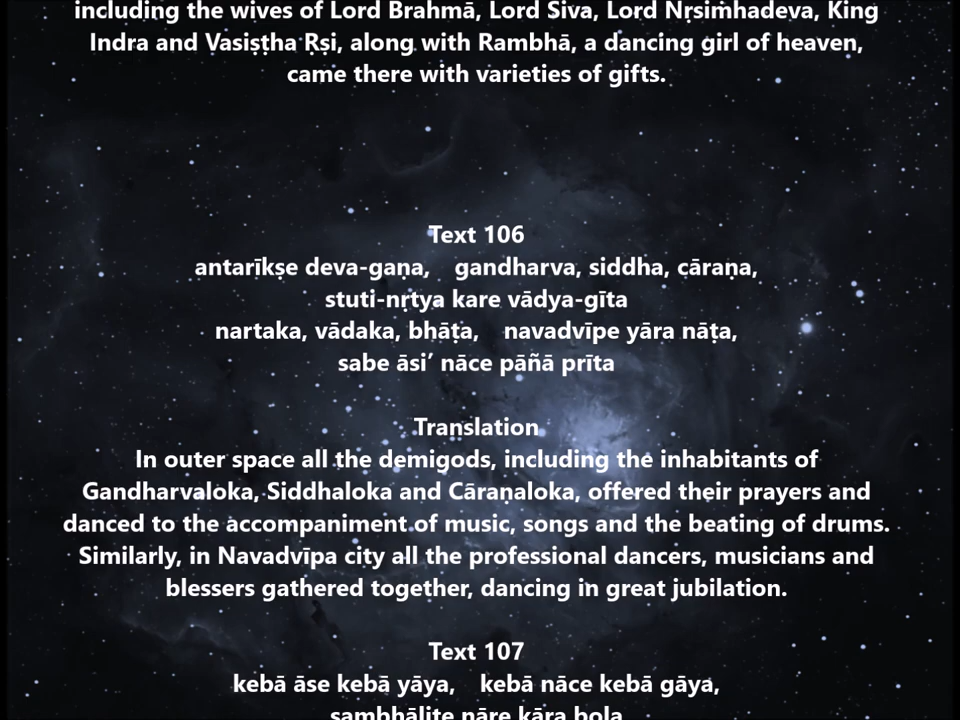 including the wives of Lord Brahmā, Lord Śiva, Lord Nṛsiṁhadeva, King
Indra and Vasiṣṭha Ṛṣi, along with Rambhā, a dancing girl of heaven,
came there with varieties of gifts.
Text 106
antarīkṣe deva-gaṇa, gandharva, siddha, cāraṇa,
stuti-nṛtya kare vādya-gīta
nartaka, vādaka, bhāṭa, navadvīpe yāra nāṭa,
sabe āsi’ nāce pāñā prīta
Translation
In outer space all the demigods, including the inhabitants of
Gandharvaloka, Siddhaloka and Cāraṇaloka, offered their prayers and
danced to the accompaniment of music, songs and the beating of drums.
Similarly, in Navadvīpa city all the professional dancers, musicians and
blessers gathered together, dancing in great jubilation.
Text 107
kebā āse kebā yāya, kebā nāce kebā gāya,
sambhālite nāre kāra bola